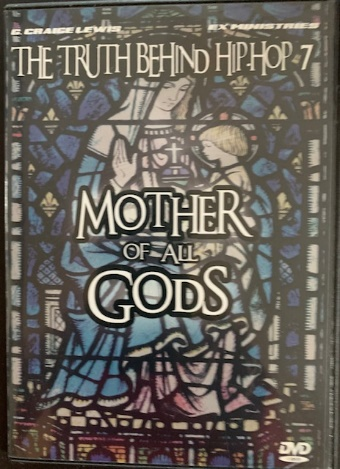 G. CRAIGE LEWIS EX MINISTRIES
THE TRUTH BEHIND HIP-HOP 7
MOTHER
OF ALL
GODS
DVD